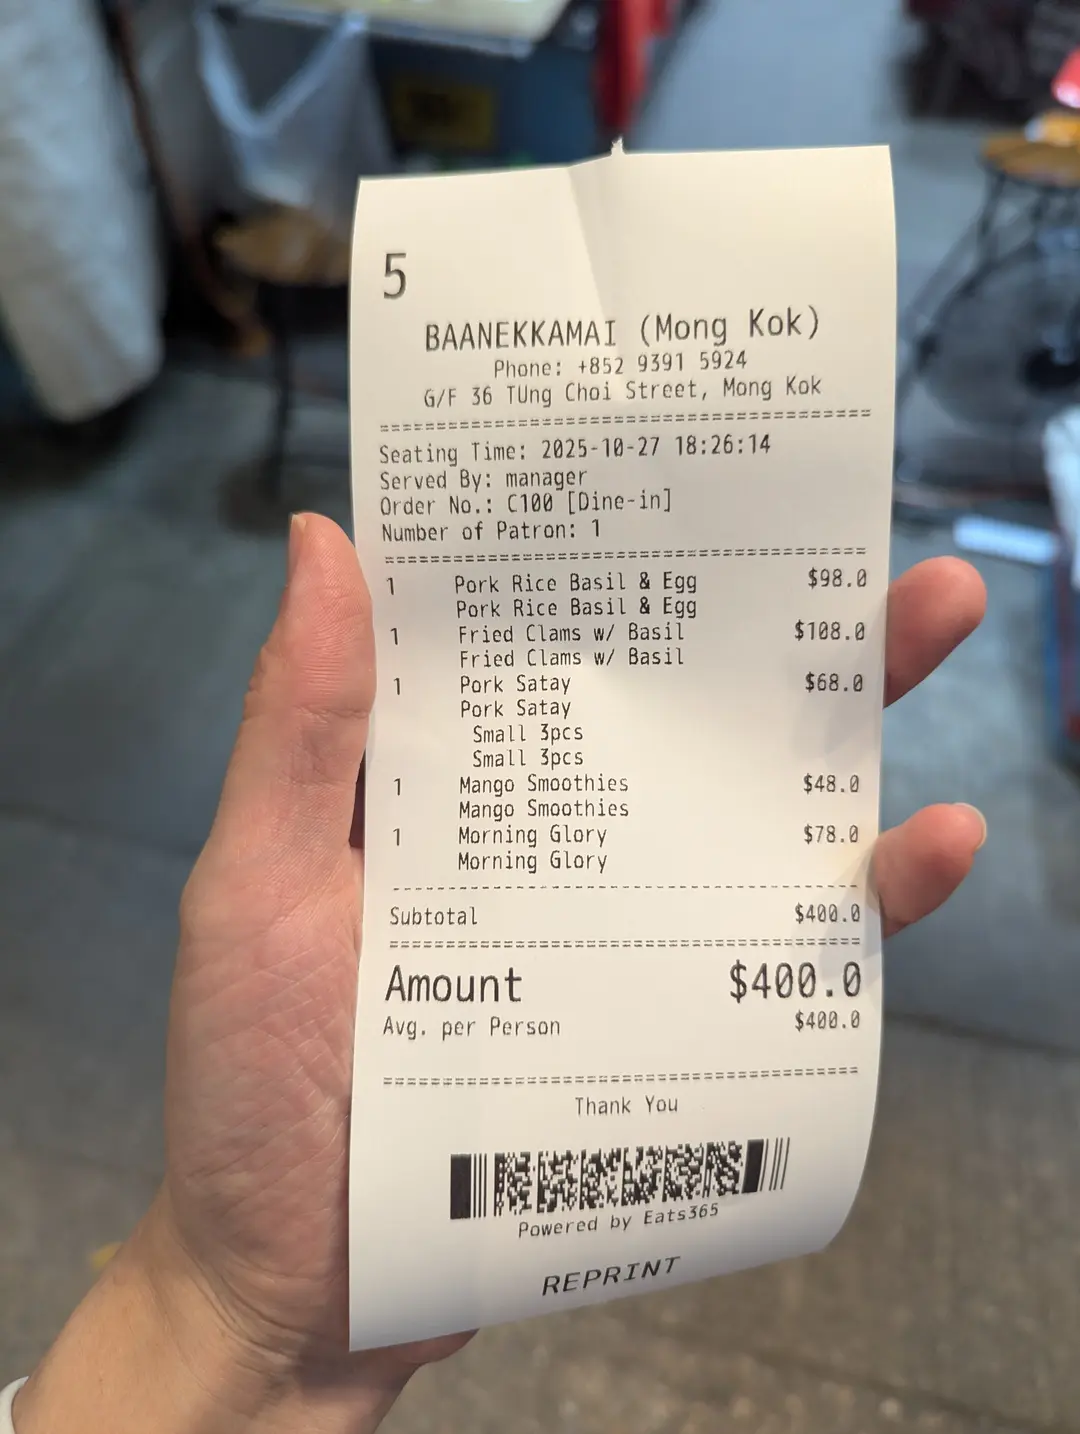 5
BAANEKKAMAI (Mong Kok)
Phone: +852 9391 5924
G/F 36 TUng Choi Street, Mong Kok
Seating Time: 2025-10-27 18:26:14
Served By: manager
Order No.: C100 [Dine-in]
Number of Patron: 1
1 Pork Rice Basil & Egg $98.0
Pork Rice Basil & Egg
1 Fried Clams w/ Basil $108.0
Fried Clams w/ Basil
1 Pork Satay $68.0
Pork Satay
Small 3pcs
Small 3pcs
1 Mango Smoothies $48.0
Mango Smoothies
1 Morning Glory $78.0
Morning Glory
Subtotal $400.0
Amount $400.0
Avg. per Person $400.0
Thank You
Powered by Eats365
REPRINT